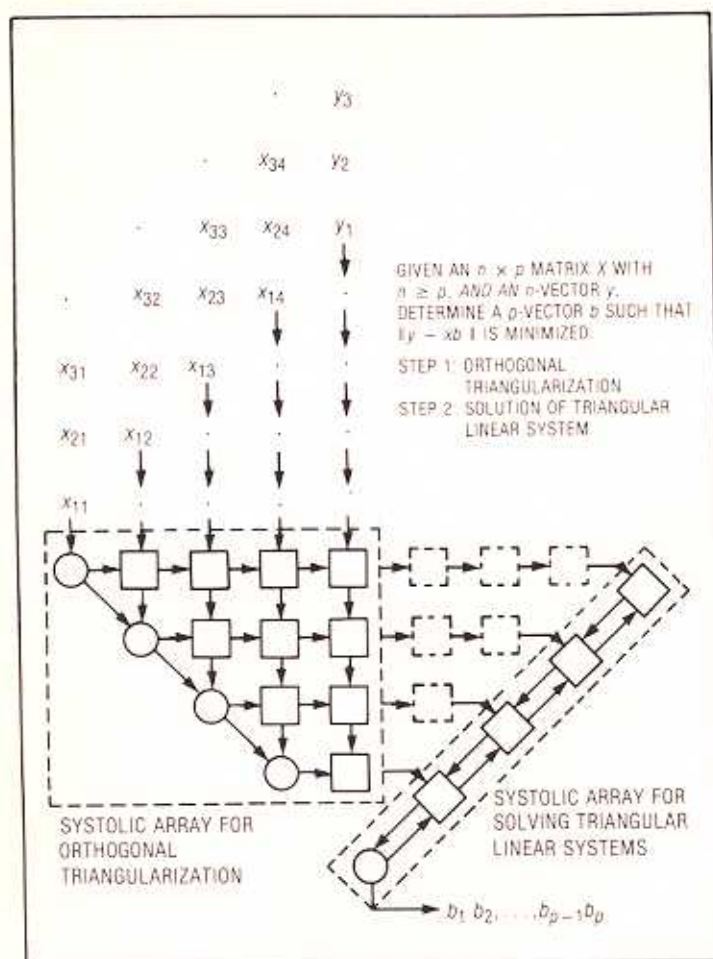 · y₃
· x₃₄ y₂
· x₃₃ x₂₄ y₁
· x₃₂ x₂₃ x₁₄ ·
x₃₁ x₂₂ x₁₃ · ·
x₂₁ x₁₂ · · ·
x₁₁ · · · ·
GIVEN AN n × p MATRIX X WITH
n ≥ p, AND AN n-VECTOR y,
DETERMINE A p-VECTOR b SUCH THAT
‖y − xb‖ IS MINIMIZED.
STEP 1: ORTHOGONAL
TRIANGULARIZATION
STEP 2: SOLUTION OF TRIANGULAR
LINEAR SYSTEM
SYSTOLIC ARRAY FOR
ORTHOGONAL
TRIANGULARIZATION
SYSTOLIC ARRAY FOR
SOLVING TRIANGULAR
LINEAR SYSTEMS
b₁ b₂,...,bₚ₋₁bₚ